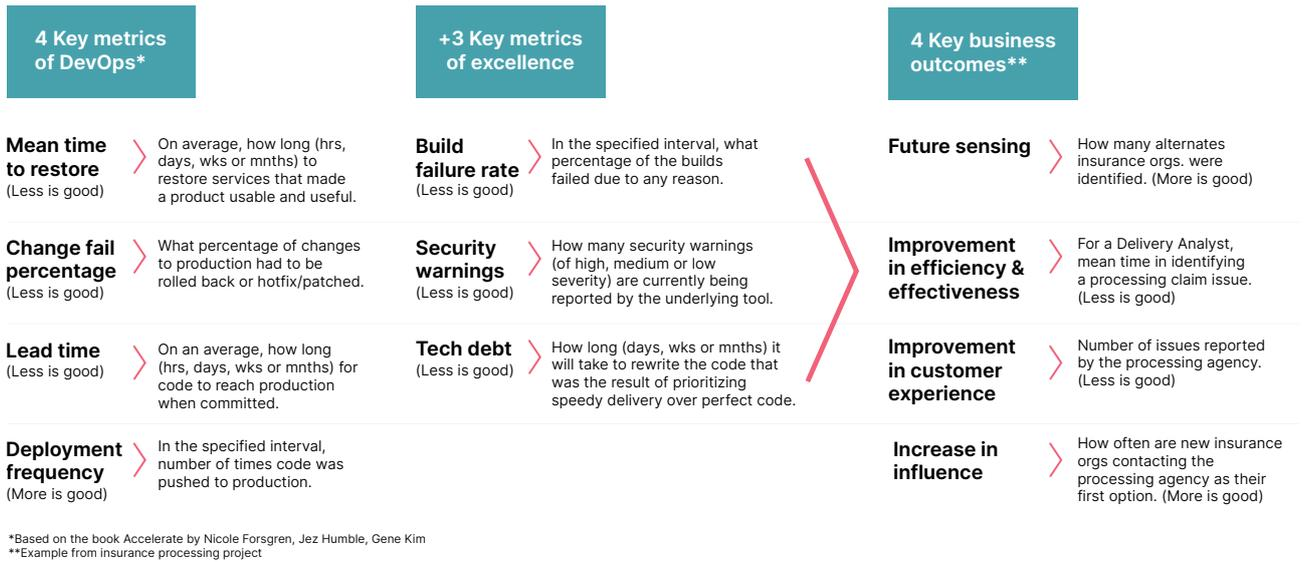 4 Key metrics
of DevOps*
Mean time
to restore
(Less is good)
On average, how long (hrs,
days, wks or mnths) to
restore services that made
a product usable and useful.
Change fail
percentage
(Less is good)
What percentage of changes
to production had to be
rolled back or hotfix/patched.
Lead time
(Less is good)
On an average, how long
(hrs, days, wks or mnths) for
code to reach production
when committed.
Deployment
frequency
(More is good)
In the specified interval,
number of times code was
pushed to production.
+3 Key metrics
of excellence
Build
failure rate
(Less is good)
In the specified interval, what
percentage of the builds
failed due to any reason.
Security
warnings
(Less is good)
How many security warnings
(of high, medium or low
severity) are currently being
reported by the underlying tool.
Tech debt
(Less is good)
How long (days, wks or mnths) it
will take to rewrite the code that
was the result of prioritizing
speedy delivery over perfect code.
4 Key business
outcomes**
Future sensing
How many alternates
insurance orgs. were
identified. (More is good)
Improvement
in efficiency &
effectiveness
For a Delivery Analyst,
mean time in identifying
a processing claim issue.
(Less is good)
Improvement
in customer
experience
Number of issues reported
by the processing agency.
(Less is good)
Increase in
influence
How often are new insurance
orgs contacting the
processing agency as their
first option. (More is good)
*Based on the book Accelerate by Nicole Forsgren, Jez Humble, Gene Kim
**Example from insurance processing project